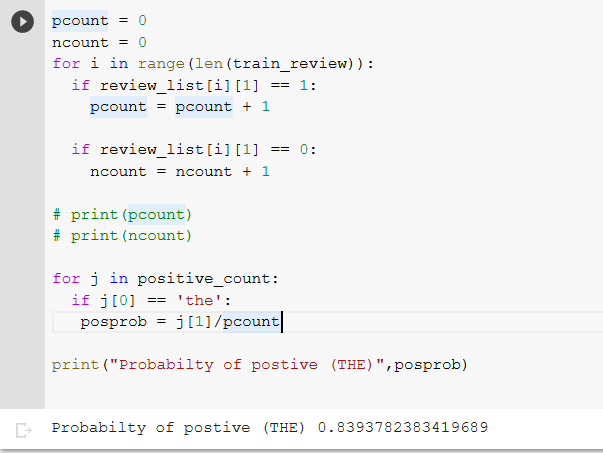 pcount = 0
ncount = 0
for i in range(len(train_review)):
  if review_list[i][1] == 1:
    pcount = pcount + 1

  if review_list[i][1] == 0:
    ncount = ncount + 1

# print(pcount)
# print(ncount)

for j in positive_count:
  if j[0] == 'the':
   posprob = j[1]/pcount

print("Probabilty of postive (THE)",posprob)
Probabilty of postive (THE) 0.8393782383419689